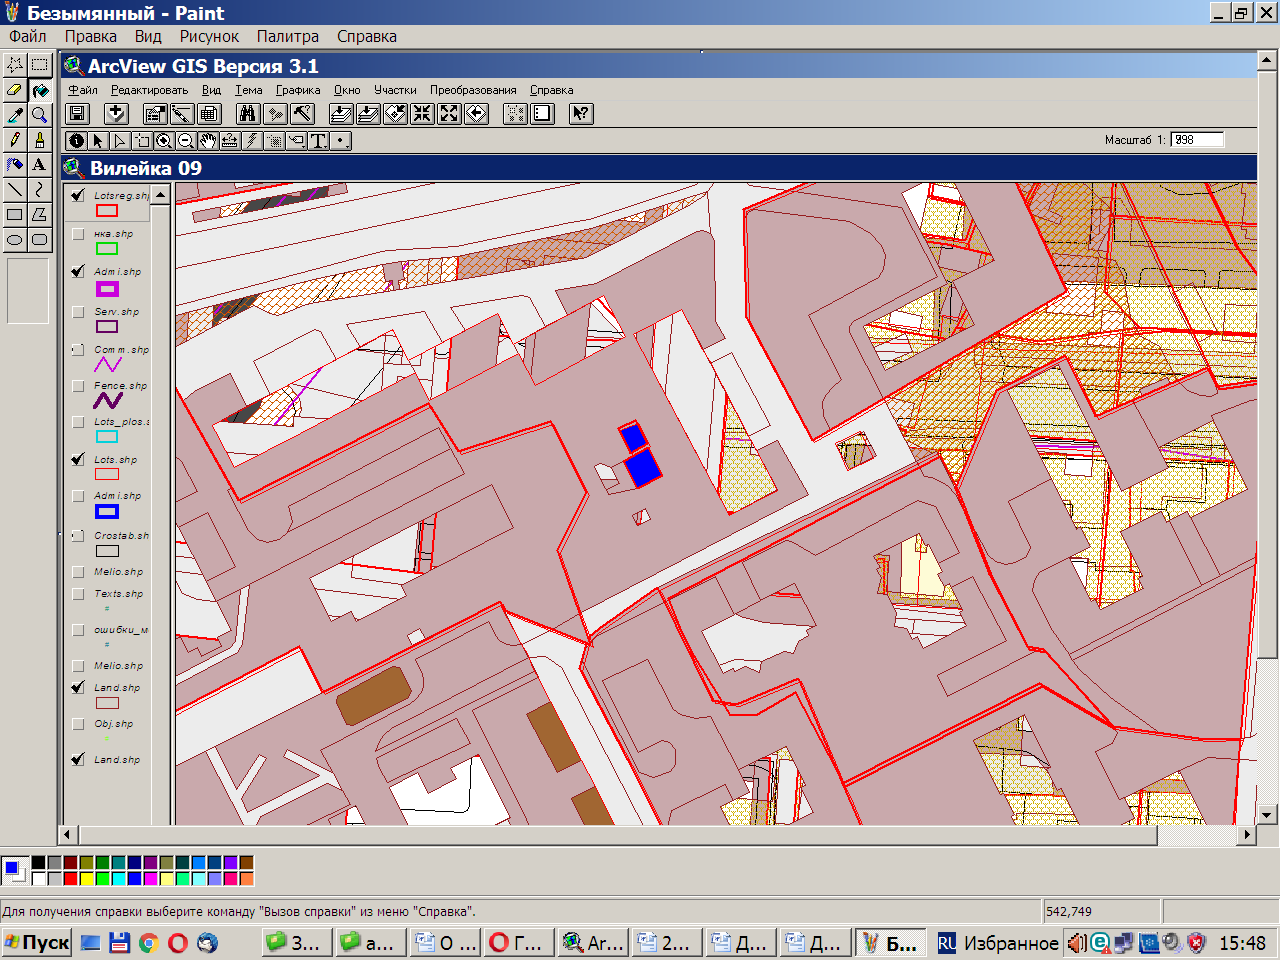 Безымянный - Paint
Файл Правка Вид Рисунок Палитра Справка
ArcView GIS Версия 3.1
Файл Редактировать Вид Тема Графика Окно Участки Преобразования Справка
Масштаб 1:
Вилейка 09
Lotsreg.shp
нка.shp
Admi.shp
Serv.shp
Comm.shp
Fence.shp
Lots_plos.s
Lots.shp
Admi.shp
Crostab.sh
Melio.shp
Texts.shp
ошибки_м
Melio.shp
Land.shp
Obj.shp
Land.shp
Для получения справки выберите команду "Вызов справки" из меню "Справка".
542,749
Пуск З... а... О ... Г... Ar... 2... Д... Д... Б... RU Избранное 15:48